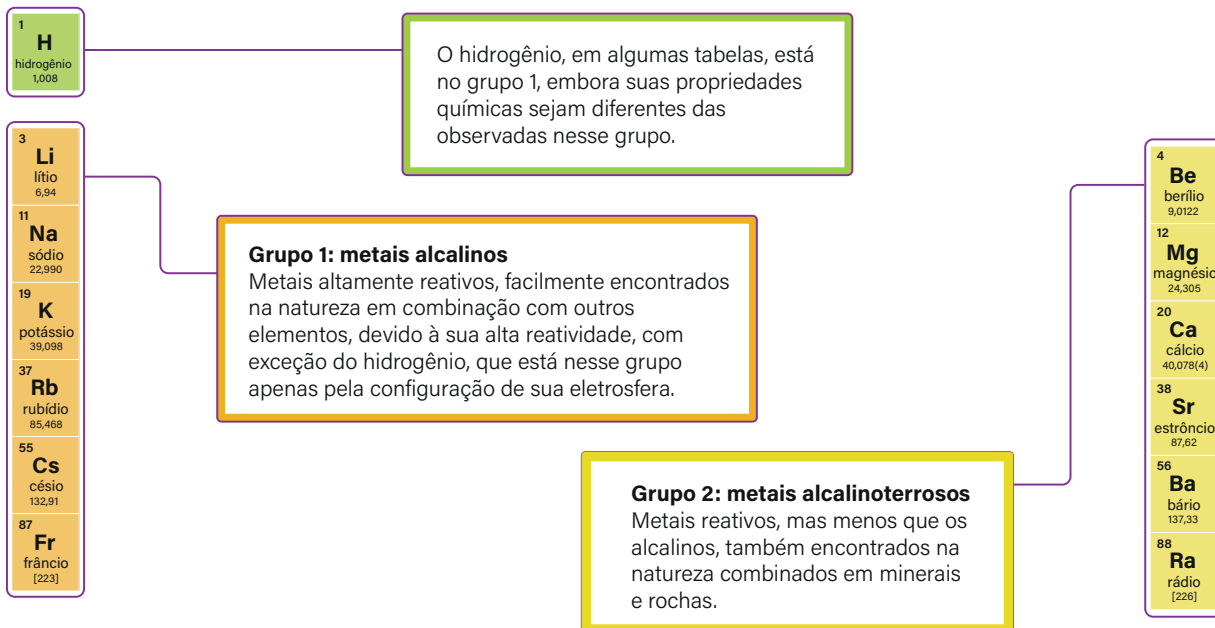 1
H
hidrogênio
1,008
O hidrogênio, em algumas tabelas, está
no grupo 1, embora suas propriedades
químicas sejam diferentes das
observadas nesse grupo.
3
Li
lítio
6,94
11
Na
sódio
22,990
19
K
potássio
39,098
37
Rb
rubídio
85,468
55
Cs
césio
132,91
87
Fr
frâncio
[223]
Grupo 1: metais alcalinos
Metais altamente reativos, facilmente encontrados
na natureza em combinação com outros
elementos, devido à sua alta reatividade, com
exceção do hidrogênio, que está nesse grupo
apenas pela configuração de sua eletrosfera.
4
Be
berílio
9,0122
12
Mg
magnésio
24,305
20
Ca
cálcio
40,078(4)
38
Sr
estrôncio
87,62
56
Ba
bário
137,33
88
Ra
rádio
[226]
Grupo 2: metais alcalinoterrosos
Metais reativos, mas menos que os
alcalinos, também encontrados na
natureza combinados em minerais
e rochas.